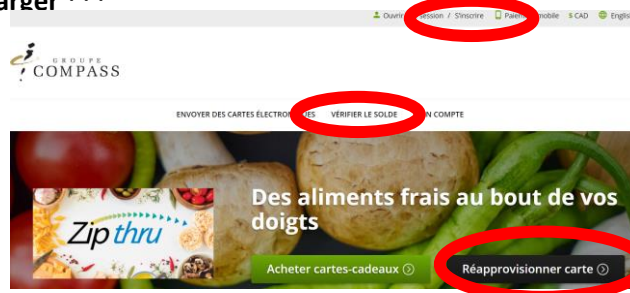 arger
Ouvrir session / S'inscrire Paiement mobile $ CAD English
GROUPE
COMPASS
ENVOYER DES CARTES VÉRIFIER LE SOLDE COMPTE
Des aliments frais au bout de vos
doigts
Zip thru
Acheter cartes-cadeaux Réapprovisionner carte